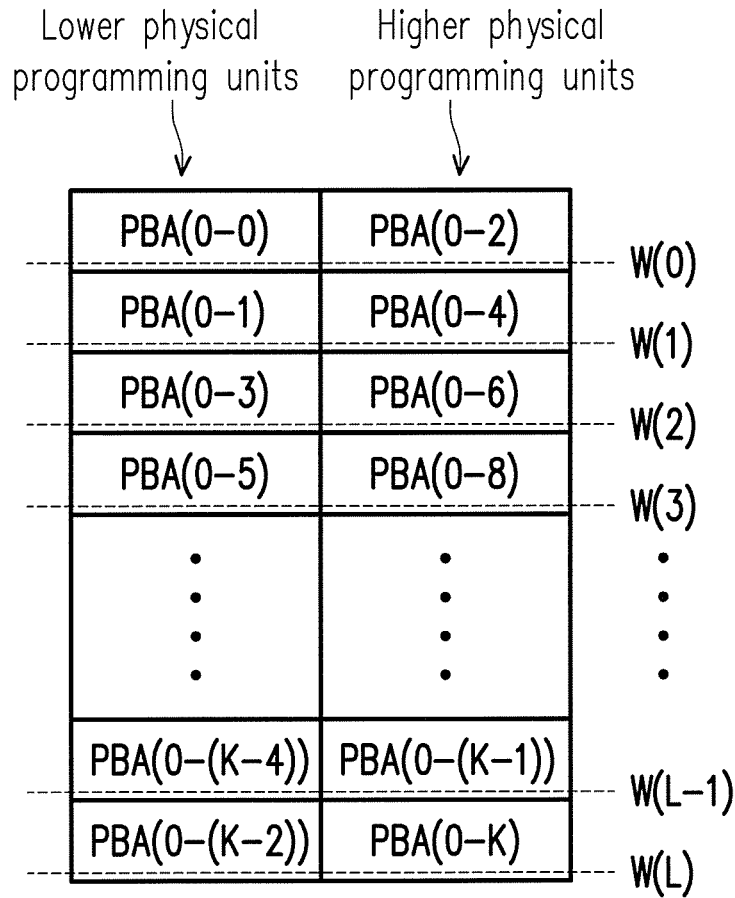 Lower physical
programming units
Higher physical
programming units
PBA(0-0) PBA(0-2)
W(0)
PBA(0-1) PBA(0-4)
W(1)
PBA(0-3) PBA(0-6)
W(2)
PBA(0-5) PBA(0-8)
W(3)
PBA(0-(K-4)) PBA(0-(K-1))
W(L-1)
PBA(0-(K-2)) PBA(0-K)
W(L)